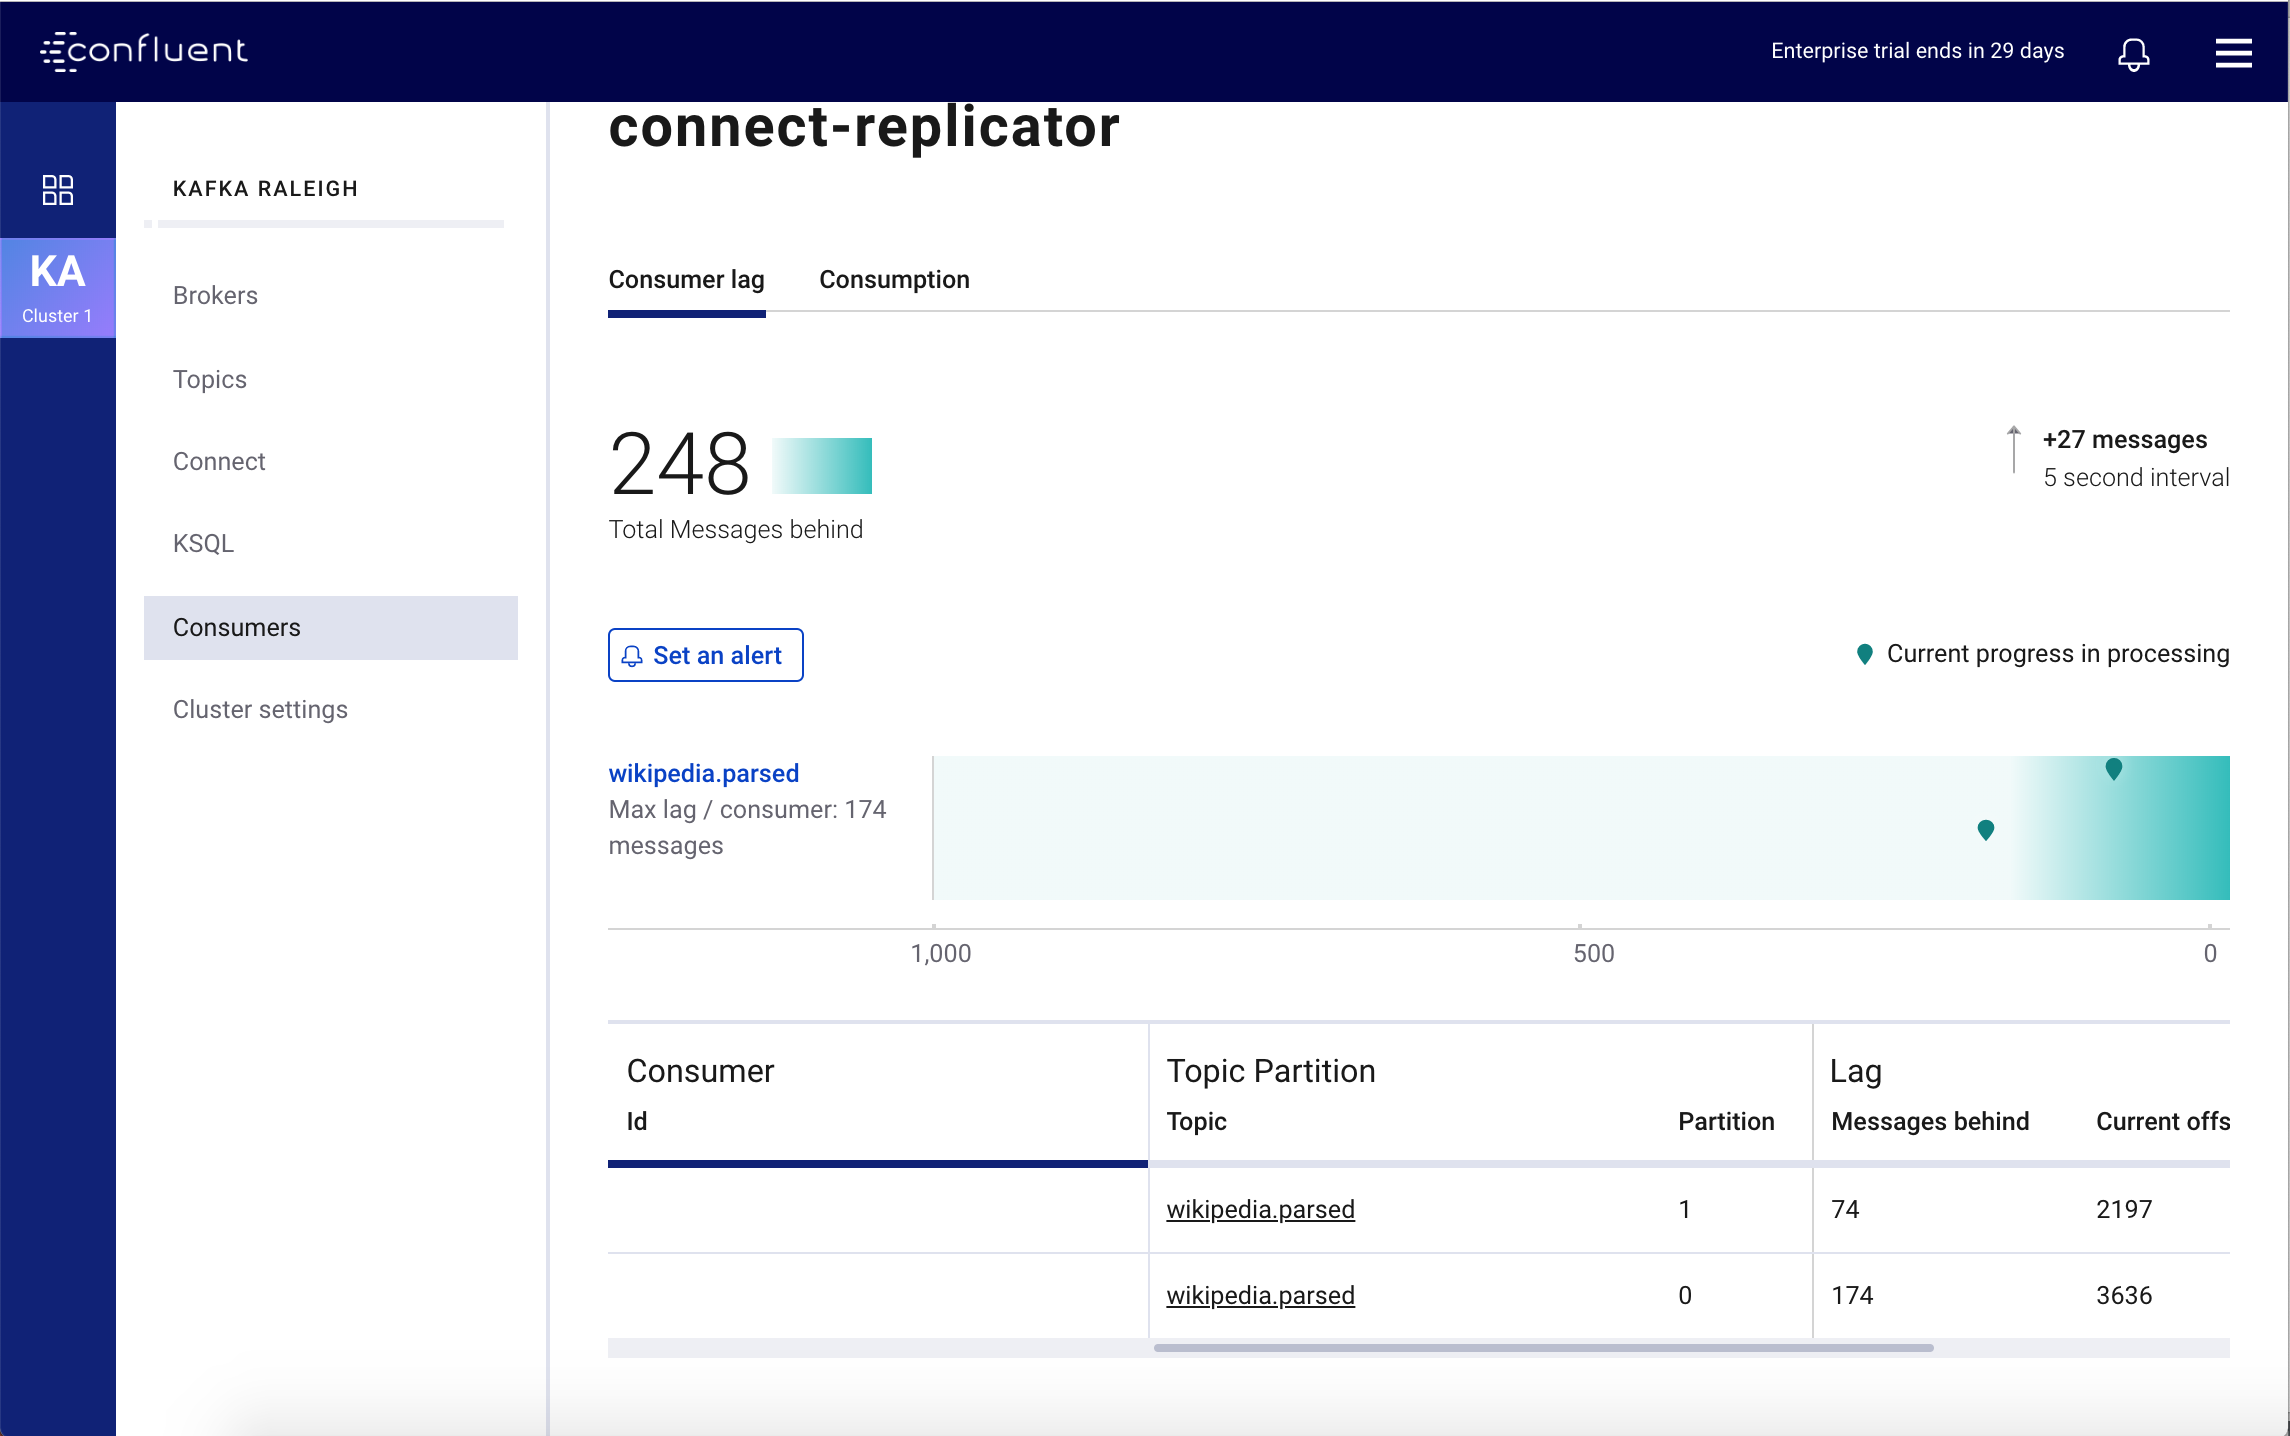 confluent
Enterprise trial ends in 29 days
KA
Cluster 1
KAFKA RALEIGH
Brokers
Topics
Connect
KSQL
Consumers
Cluster settings
connect-replicator
Consumer lag Consumption
248
Total Messages behind
+27 messages
5 second interval
Set an alert
Current progress in processing
wikipedia.parsed
Max lag / consumer: 174
messages
1,000 500 0
Consumer Topic Partition Lag
Id Topic Partition Messages behind Current offs
wikipedia.parsed 1 74 2197
wikipedia.parsed 0 174 3636